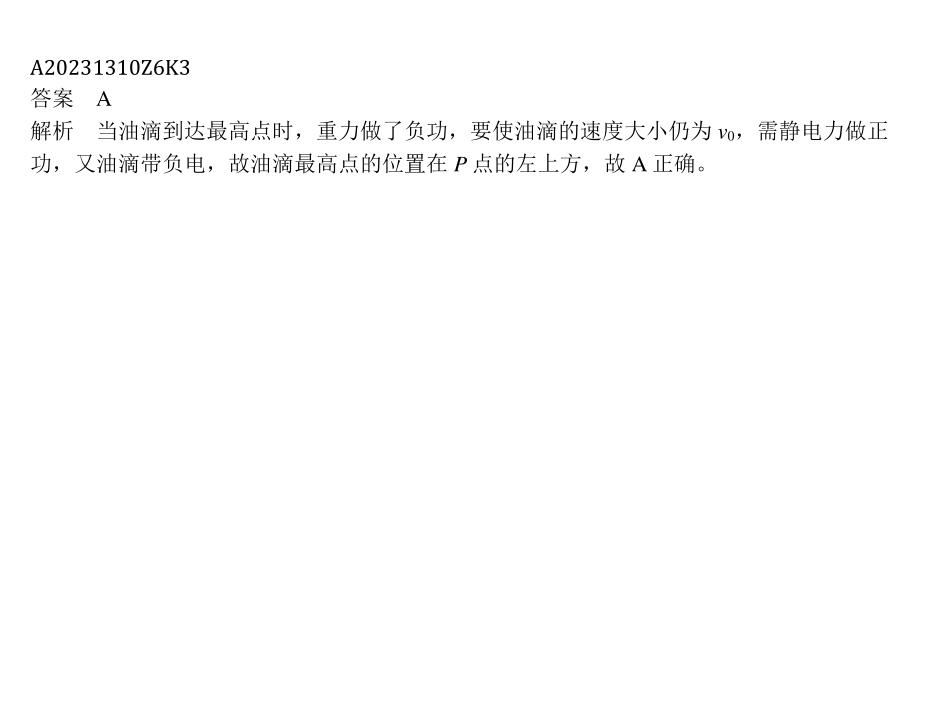 A20231310Z6K3
答案　A
解析　当油滴到达最高点时，重力做了负功，要使油滴的速度大小仍为 v₀，需静电力做正
功，又油滴带负电，故油滴最高点的位置在 P 点的左上方，故 A 正确。